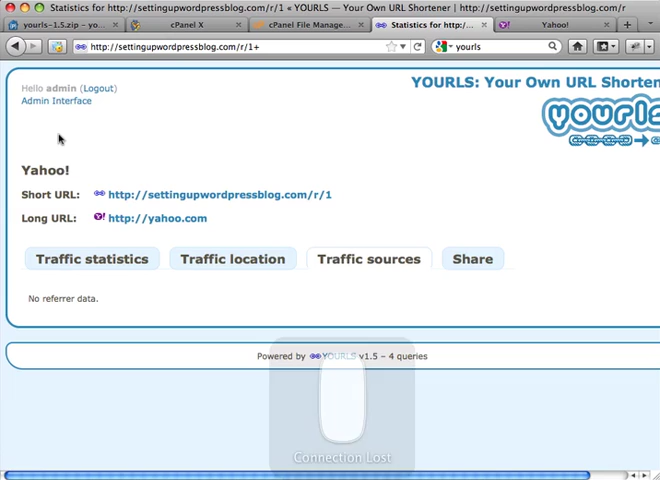 Statistics for http://settingupwordpressblog.com/r/1 « YOURLS — Your Own URL Shortener | http://settingupwordpressblog.com/r
yourls-1.5.zip - yo...
cPanel X
cPanel File Manage...
Statistics for http:/...
Yahoo!
http://settingupwordpressblog.com/r/1+
yourls
Hello admin (Logout)
Admin Interface
YOURLS: Your Own URL Shorten
yourls
Yahoo!
Short URL: http://settingupwordpressblog.com/r/1
Long URL: http://yahoo.com
Traffic statistics
Traffic location
Traffic sources
Share
No referrer data.
Powered by YOURLS v1.5 – 4 queries
Connection Lost